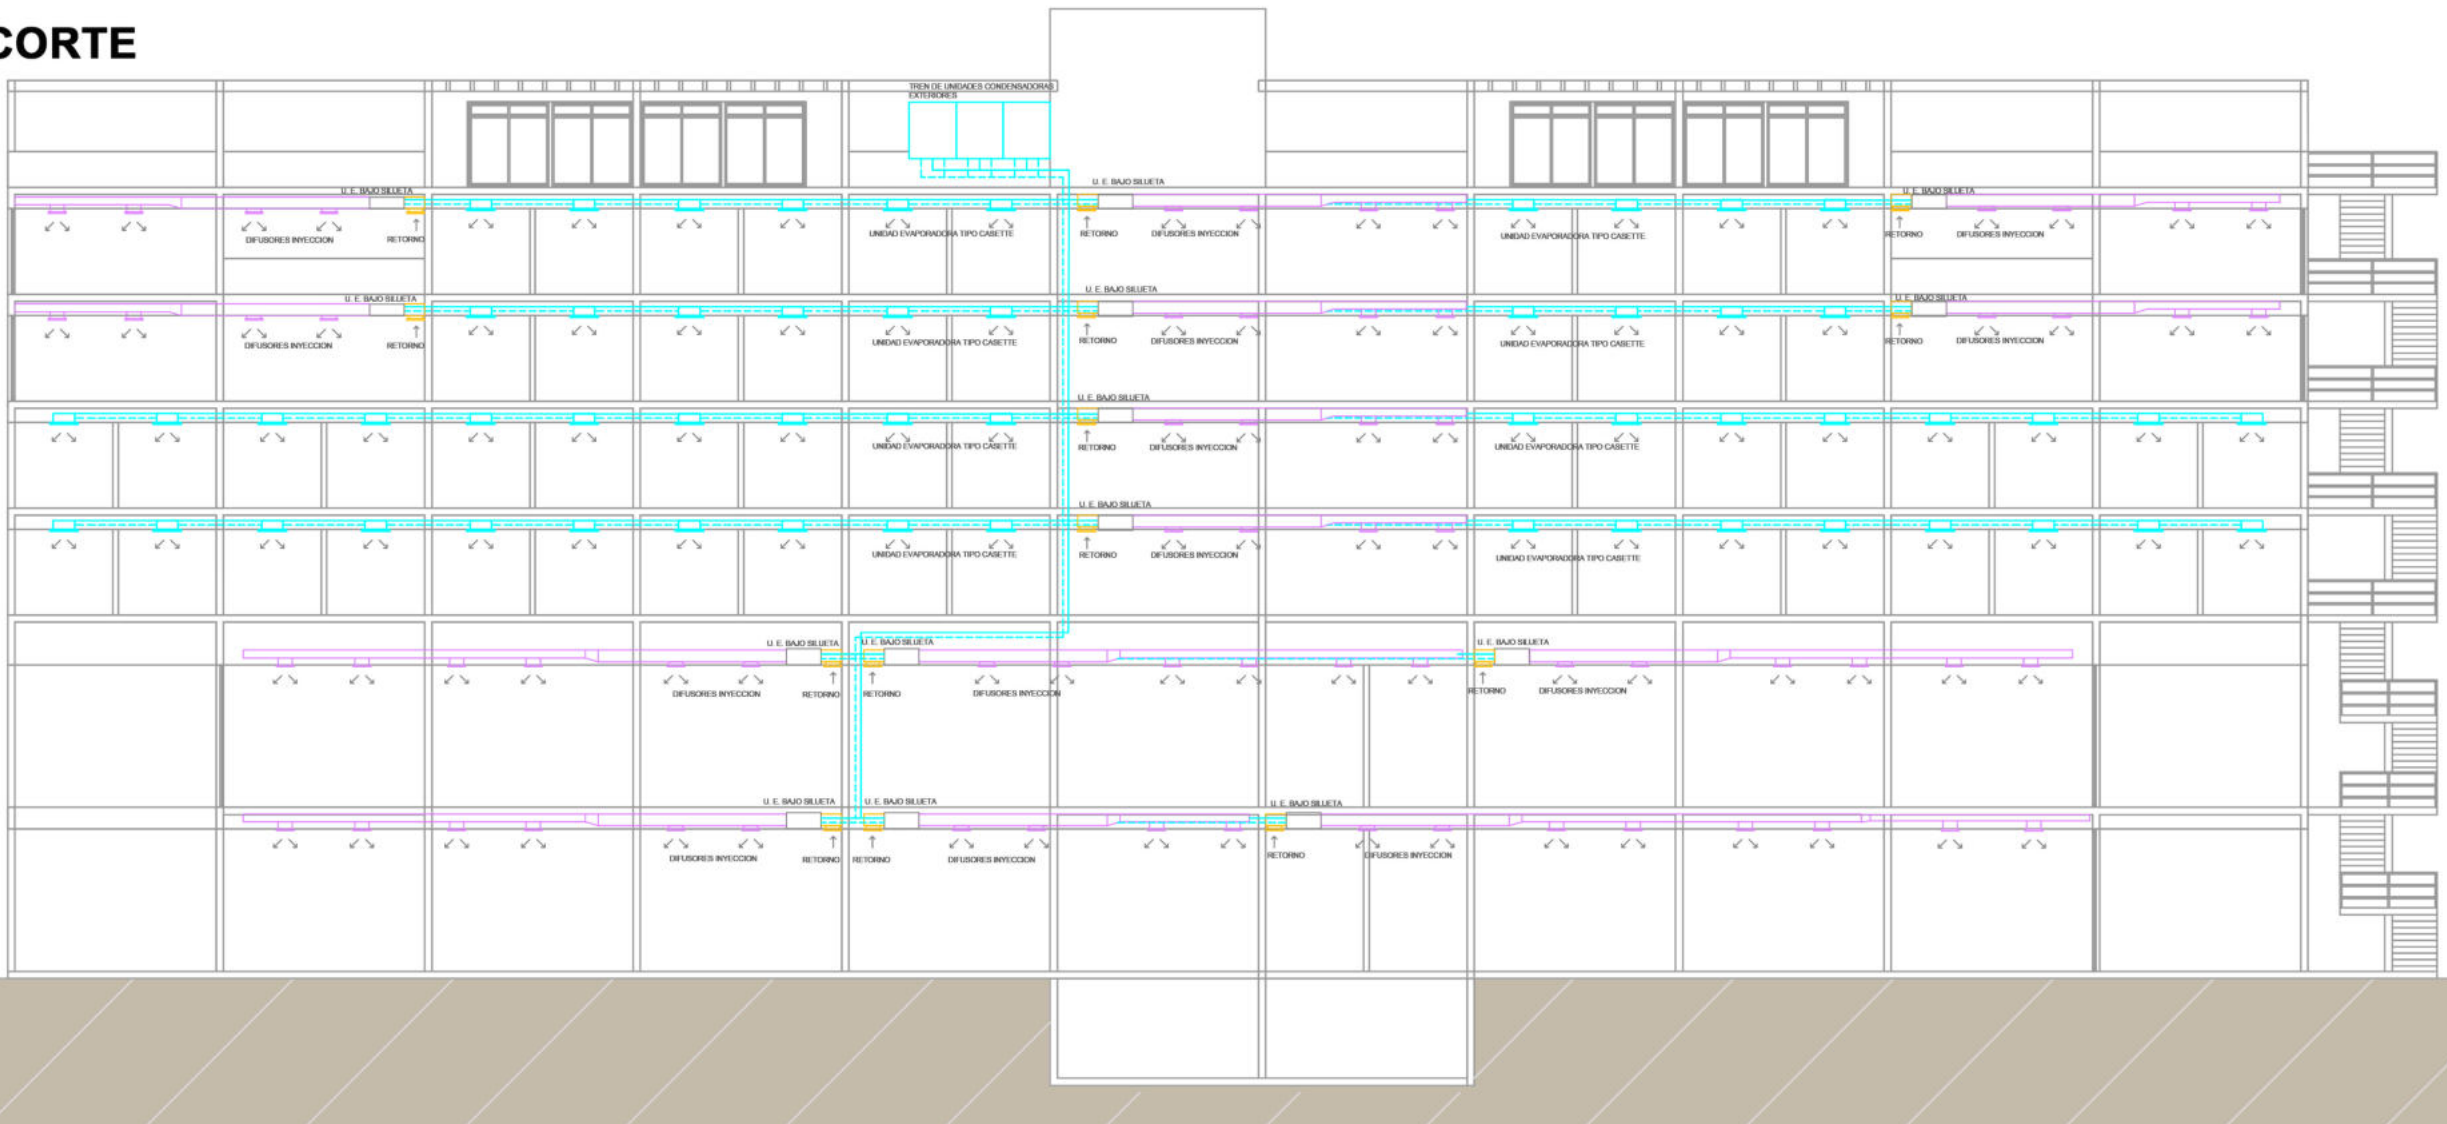 CORTE
TREN DE UNIDADES CONDENSADORAS
EXTERIORES
U. E. BAJO SILUETA
U. E. BAJO SILUETA
U. E. BAJO SILUETA
DIFUSORES INYECCION
RETORNO
UNIDAD EVAPORADORA TIPO CASETTE
RETORNO
DIFUSORES INYECCION
UNIDAD EVAPORADORA TIPO CASETTE
RETORNO
DIFUSORES INYECCION
U. E. BAJO SILUETA
U. E. BAJO SILUETA
U. E. BAJO SILUETA
DIFUSORES INYECCION
RETORNO
UNIDAD EVAPORADORA TIPO CASETTE
RETORNO
DIFUSORES INYECCION
UNIDAD EVAPORADORA TIPO CASETTE
RETORNO
DIFUSORES INYECCION
U. E. BAJO SILUETA
UNIDAD EVAPORADORA TIPO CASETTE
RETORNO
DIFUSORES INYECCION
UNIDAD EVAPORADORA TIPO CASETTE
U. E. BAJO SILUETA
UNIDAD EVAPORADORA TIPO CASETTE
RETORNO
DIFUSORES INYECCION
UNIDAD EVAPORADORA TIPO CASETTE
U. E. BAJO SILUETA
U. E. BAJO SILUETA
U. E. BAJO SILUETA
DIFUSORES INYECCION
RETORNO
RETORNO
DIFUSORES INYECCION
RETORNO
DIFUSORES INYECCION
U. E. BAJO SILUETA
U. E. BAJO SILUETA
U. E. BAJO SILUETA
DIFUSORES INYECCION
RETORNO
RETORNO
DIFUSORES INYECCION
RETORNO
DIFUSORES INYECCION